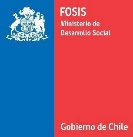 FOSIS
Ministerio de
Desarrollo Social
Gobierno de Chile